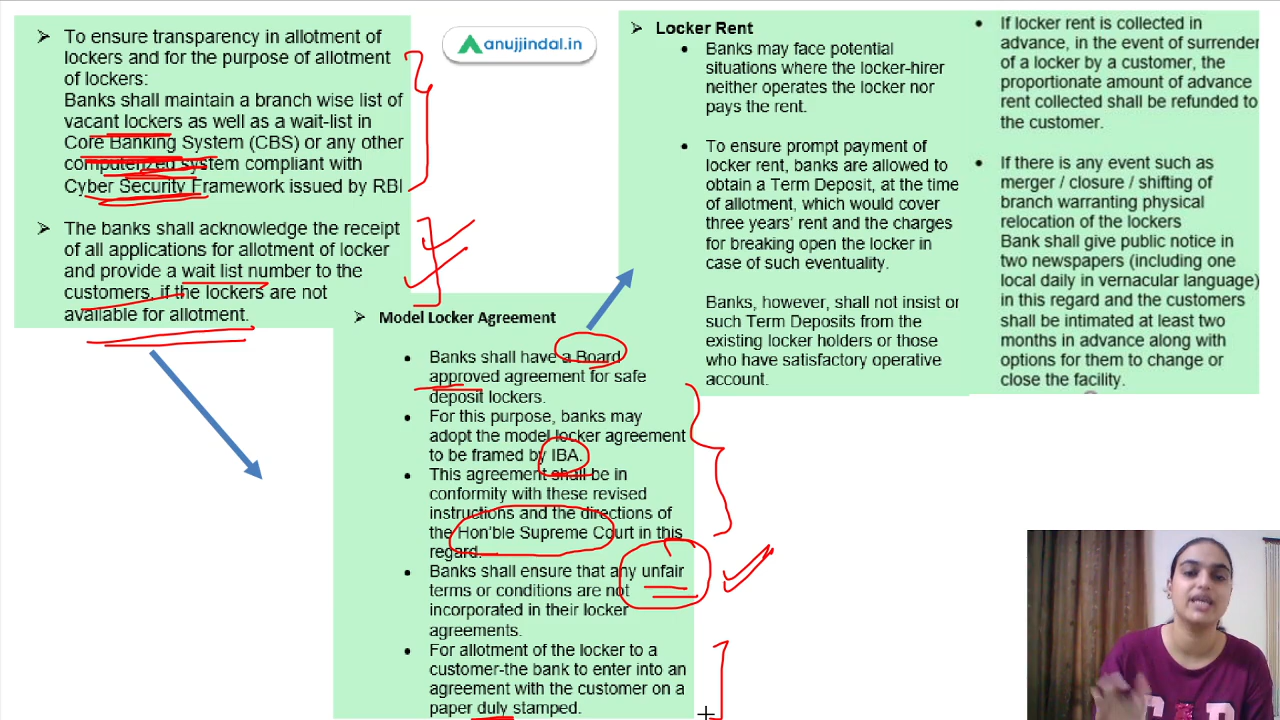 ➢ To ensure transparency in allotment of
lockers and for the purpose of allotment
of lockers:
Banks shall maintain a branch wise list of
vacant lockers as well as a wait-list in
Core Banking System (CBS) or any other
computerized system compliant with
Cyber Security Framework issued by RBI
➢ The banks shall acknowledge the receipt
of all applications for allotment of locker
and provide a wait list number to the
customers, if the lockers are not
available for allotment.
anujjindal.in
➢ Model Locker Agreement
• Banks shall have a Board
approved agreement for safe
deposit lockers.
• For this purpose, banks may
adopt the model locker agreement
to be framed by IBA.
• This agreement shall be in
conformity with these revised
instructions and the directions of
the Hon'ble Supreme Court in this
regard.
• Banks shall ensure that any unfair
terms or conditions are not
incorporated in their locker
agreements.
• For allotment of the locker to a
customer-the bank to enter into an
agreement with the customer on a
paper duly stamped.
➢ Locker Rent
• Banks may face potential
situations where the locker-hirer
neither operates the locker nor
pays the rent.
• To ensure prompt payment of
locker rent, banks are allowed to
obtain a Term Deposit, at the time
of allotment, which would cover
three years' rent and the charges
for breaking open the locker in
case of such eventuality.
Banks, however, shall not insist or
such Term Deposits from the
existing locker holders or those
who have satisfactory operative
account.
• If locker rent is collected in
advance, in the event of surrender
of a locker by a customer, the
proportionate amount of advance
rent collected shall be refunded to
the customer.
• If there is any event such as
merger / closure / shifting of
branch warranting physical
relocation of the lockers
Bank shall give public notice in
two newspapers (including one
local daily in vernacular language)
in this regard and the customers
shall be intimated at least two
months in advance along with
options for them to change or
close the facility.